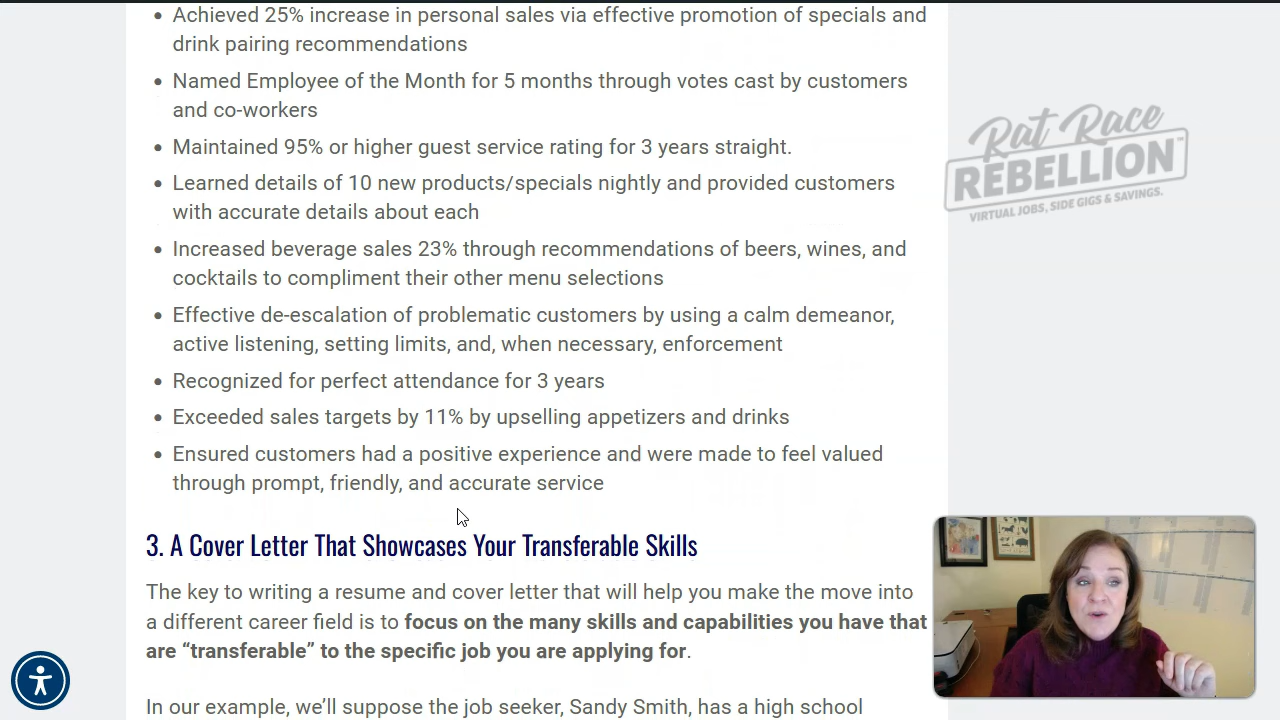 Achieved 25% increase in personal sales via effective promotion of specials and
drink pairing recommendations
Named Employee of the Month for 5 months through votes cast by customers
and co-workers
Maintained 95% or higher guest service rating for 3 years straight.
Learned details of 10 new products/specials nightly and provided customers
with accurate details about each
Increased beverage sales 23% through recommendations of beers, wines, and
cocktails to compliment their other menu selections
Effective de-escalation of problematic customers by using a calm demeanor,
active listening, setting limits, and, when necessary, enforcement
Recognized for perfect attendance for 3 years
Exceeded sales targets by 11% by upselling appetizers and drinks
Ensured customers had a positive experience and were made to feel valued
through prompt, friendly, and accurate service
3. A Cover Letter That Showcases Your Transferable Skills
The key to writing a resume and cover letter that will help you make the move into
a different career field is to focus on the many skills and capabilities you have that
are “transferable” to the specific job you are applying for.
In our example, we’ll suppose the job seeker, Sandy Smith, has a high school
Rat Race
REBELLION™
VIRTUAL JOBS, SIDE GIGS & SAVINGS.